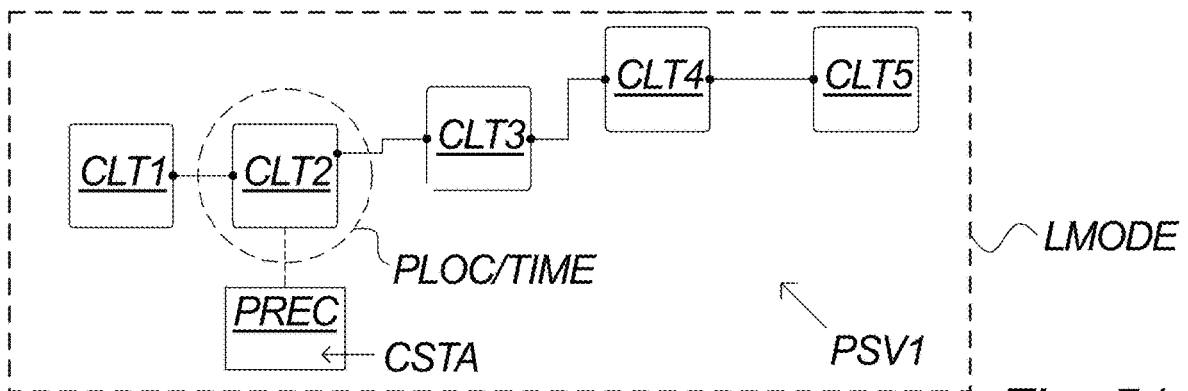 CLT4
CLT5
CLT3
CLT1
CLT2
LMODE
PLOC/TIME
PREC
CSTA
PSV1